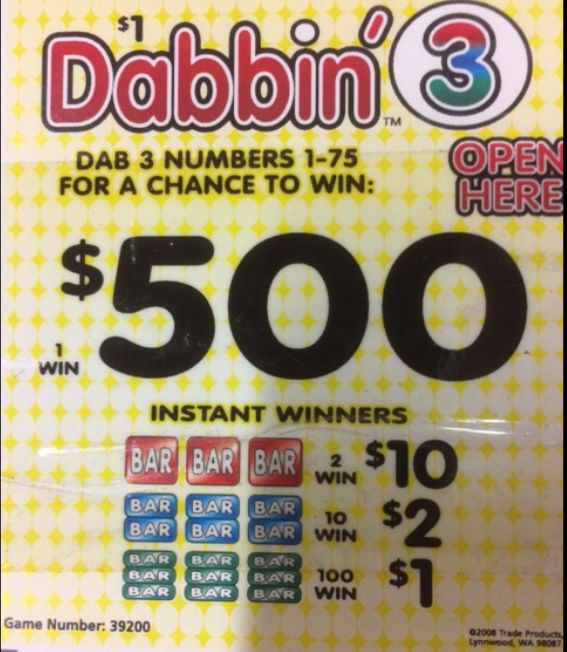 $1
Dabbin' 3
TM
DAB 3 NUMBERS 1-75
FOR A CHANCE TO WIN:
OPEN
HERE
$500
1
WIN
INSTANT WINNERS
BAR BAR BAR 2 WIN $10
BAR BAR BAR
BAR BAR BAR
10 WIN $2
BAR BAR BAR
BAR BAR BAR
BAR BAR BAR
100 WIN $1
Game Number: 39200
©2008 Trade Products,
Lynnwood, WA 98087